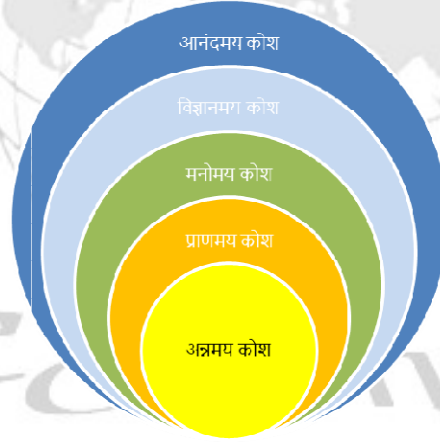 आनंदमय कोश
विज्ञानमय कोश
मनोमय कोश
प्राणमय कोश
अन्नमय कोश